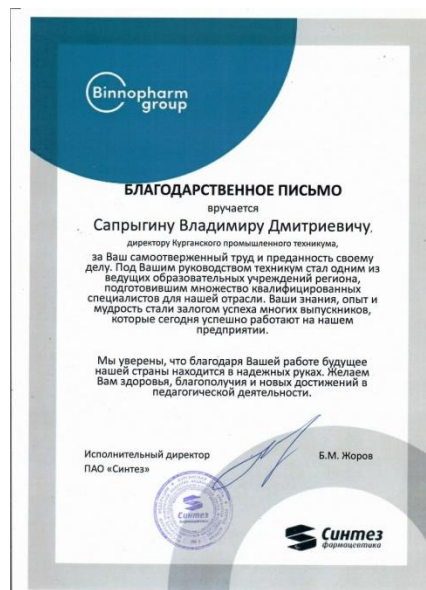 Binnopharm
group
БЛАГОДАРСТВЕННОЕ ПИСЬМО
вручается
Сапрыгину Владимиру Дмитриевичу,
директору Курганского промышленного техникума,
за Ваш самоотверженный труд и преданность своему
делу. Под Вашим руководством техникум стал одним из
ведущих образовательных учреждений региона,
подготовившим множество квалифицированных
специалистов для нашей отрасли. Ваши знания, опыт и
мудрость стали залогом успеха многих выпускников,
которые сегодня успешно работают на нашем
предприятии.
Мы уверены, что благодаря Вашей работе будущее
нашей страны находится в надежных руках. Желаем
Вам здоровья, благополучия и новых достижений в
педагогической деятельности.
Исполнительный директор
ПАО «Синтез»
Б.М. Жоров
Синтез
Синтез
фармацевтика